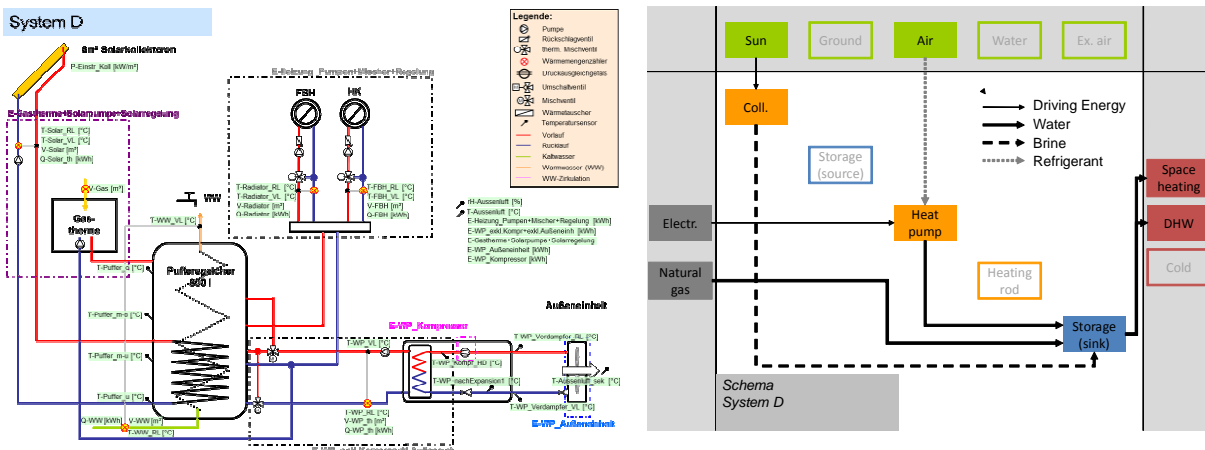 System D
6m² Solarkollektoren
P-Einstr_Koll [kW/m²]
E-Gastherme+Solarpumpe+Solarregelung
T-Solar_RL [°C]
T-Solar_VL [°C]
V-Solar [m³]
Q-Solar_th [kWh]
V-Gas [m³]
Gas-
therme
WW
T-WW_VL [°C]
T-Puffer_o [°C]
Pufferspeicher
T-Puffer_m-o [°C]
T-Puffer_m-u [°C]
T-Puffer_u [°C]
Q-WW [kWh]
V-WW [m³]
T-WW_RL [°C]
E-Heizung_Pumpen+Mischer+Regelung
FBH
HK
T-Radiator_RL [°C]
T-Radiator_VL [°C]
V-Radiator [m³]
Q-Radiator [kWh]
T-FBH_RL [°C]
T-FBH_VL [°C]
V-FBH [m³]
Q-FBH [kWh]
rH-Aussenluft [%]
T-Aussenluft [°C]
E-Heizung_Pumpen+Mischer+Regelung [kWh]
E-WP_exkl.Kompr+exkl.Außeneinh [kWh]
E-Gastherme+Solarpumpe+Solarregelung
E-WP_Außeneinheit [kWh]
E-WP_Kompressor [kWh]
Außeneinheit
E-WP_Kompressor
T-WP_VL [°C]
T-WP_Verdampfer_RL [°C]
T-WP_Kompr_HD [°C]
T-WP-nachExpansion1 [°C]
T-Aussenluft_sek [°C]
T-WP_Verdampfer_VL [°C]
T-WP_RL [°C]
V-WP_th [m³]
Q-WP_th [kWh]
E-WP_Außeneinheit
Legende:
Pumpe
Rückschlagventil
therm. Mischventil
Wärmemengenzähler
Druckausgleichgefäß
Umschaltventil
Mischventil
Wärmetauscher
Temperatursensor
Vorlauf
Rücklauf
Kaltwasser
Warmwasser (WW)
WW-Zirkulation
Sun
Ground
Air
Water
Ex. air
Coll.
Driving Energy
Water
Brine
Refrigerant
Storage
(source)
Space
heating
Electr.
Heat
pump
DHW
Natural
gas
Heating
rod
Cold
Storage
(sink)
Schema
System D